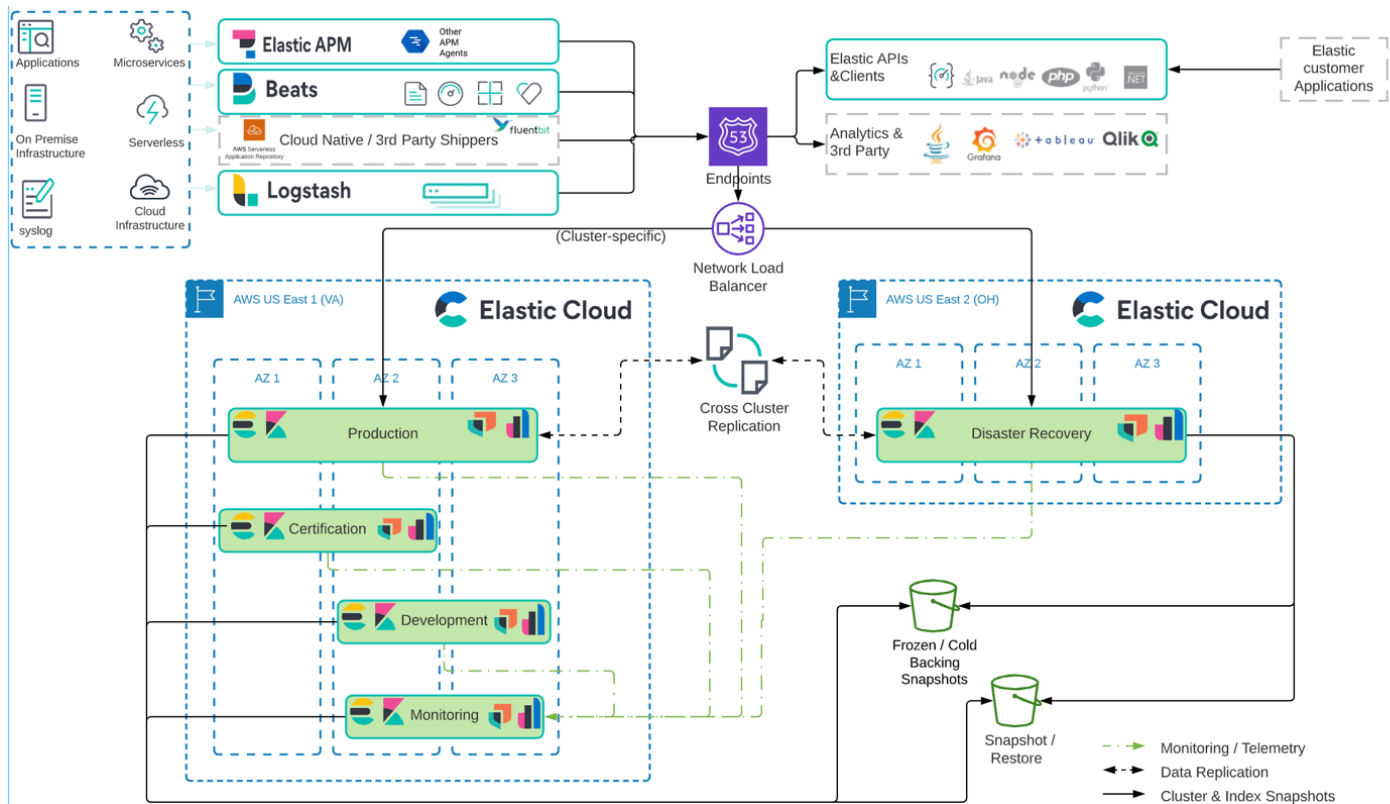 Applications
Microservices
On Premise
Infrastructure
Serverless
syslog
Cloud
Infrastructure
Elastic APM
Other
APM
Agents
Beats
AWS Serverless
Application Repository
Cloud Native / 3rd Party Shippers
fluentbit
Logstash
53
Endpoints
Elastic APIs
&Clients
Java
node
php
python
.NET
Elastic
customer
Applications
Analytics &
3rd Party
Java
Grafana
+ableau
Qlik
(Cluster-specific)
Network Load
Balancer
AWS US East 1 (VA)
Elastic Cloud
AZ 1
AZ 2
AZ 3
Production
Certification
Development
Monitoring
Cross Cluster
Replication
AWS US East 2 (OH)
Elastic Cloud
AZ 1
AZ 2
AZ 3
Disaster Recovery
Frozen / Cold
Backing
Snapshots
Snapshot /
Restore
Monitoring / Telemetry
Data Replication
Cluster & Index Snapshots